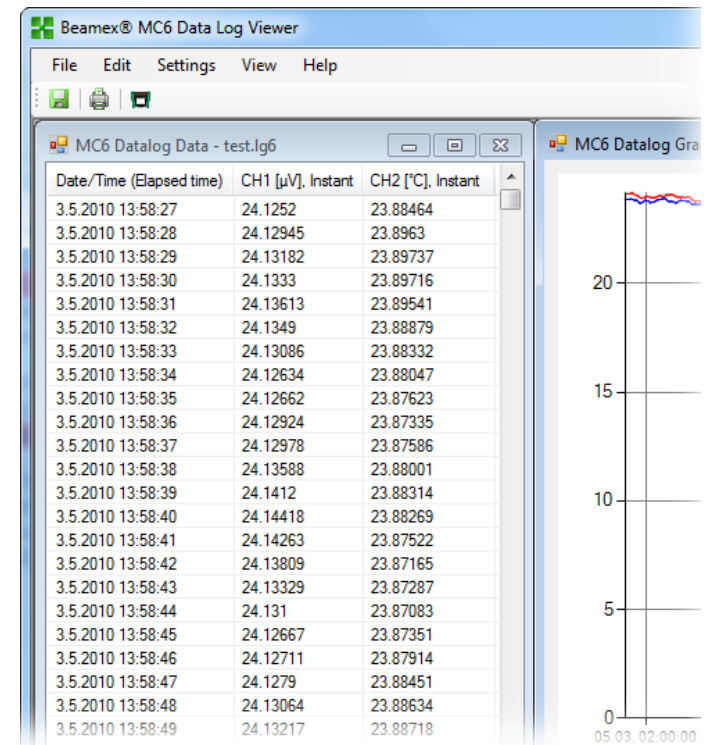 Beamex® MC6 Data Log Viewer
File Edit Settings View Help
MC6 Datalog Data - test.lg6
Date/Time (Elapsed time) CH1 [µV], Instant CH2 [°C], Instant
3.5.2010 13:58:27 24.1252 23.88464
3.5.2010 13:58:28 24.12945 23.8963
3.5.2010 13:58:29 24.13182 23.89737
3.5.2010 13:58:30 24.1333 23.89716
3.5.2010 13:58:31 24.13613 23.89541
3.5.2010 13:58:32 24.1349 23.88879
3.5.2010 13:58:33 24.13086 23.88332
3.5.2010 13:58:34 24.12634 23.88047
3.5.2010 13:58:35 24.12662 23.87623
3.5.2010 13:58:36 24.12924 23.87335
3.5.2010 13:58:37 24.12978 23.87586
3.5.2010 13:58:38 24.13588 23.88001
3.5.2010 13:58:39 24.1412 23.88314
3.5.2010 13:58:40 24.14418 23.88269
3.5.2010 13:58:41 24.14263 23.87522
3.5.2010 13:58:42 24.13809 23.87165
3.5.2010 13:58:43 24.13329 23.87287
3.5.2010 13:58:44 24.131 23.87083
3.5.2010 13:58:45 24.12667 23.87351
3.5.2010 13:58:46 24.12711 23.87914
3.5.2010 13:58:47 24.1279 23.88451
3.5.2010 13:58:48 24.13064 23.88634
3.5.2010 13:58:49 24.13217 23.88718
MC6 Datalog Gra
20
15
10
5
0
05.03, 02:00:00